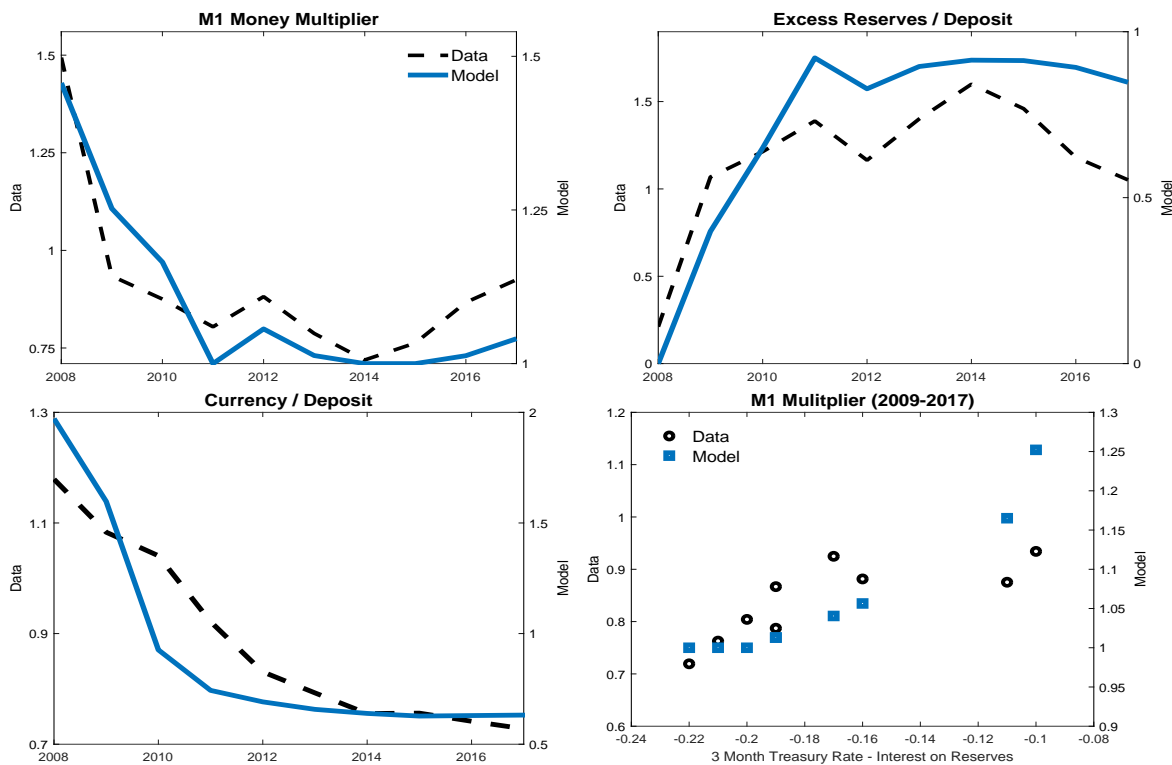 M1 Money Multiplier
1.5
1.25
1
0.75
Data
1.5
1.25
1
Model
Data
Model
2008 2010 2012 2014 2016
Excess Reserves / Deposit
1.5
1
0.5
0
Data
1
0.5
0
Model
2008 2010 2012 2014 2016
Currency / Deposit
1.3
1.1
0.9
0.7
Data
2
1.5
1
0.5
Model
2008 2010 2012 2014 2016
M1 Mulitplier (2009-2017)
1.2
1.1
1
0.9
0.8
0.7
0.6
Data
Data
Model
1.3
1.25
1.2
1.15
1.1
1.05
1
0.95
0.9
Model
-0.24 -0.22 -0.2 -0.18 -0.16 -0.14 -0.12 -0.1 -0.08
3 Month Treasury Rate - Interest on Reserves